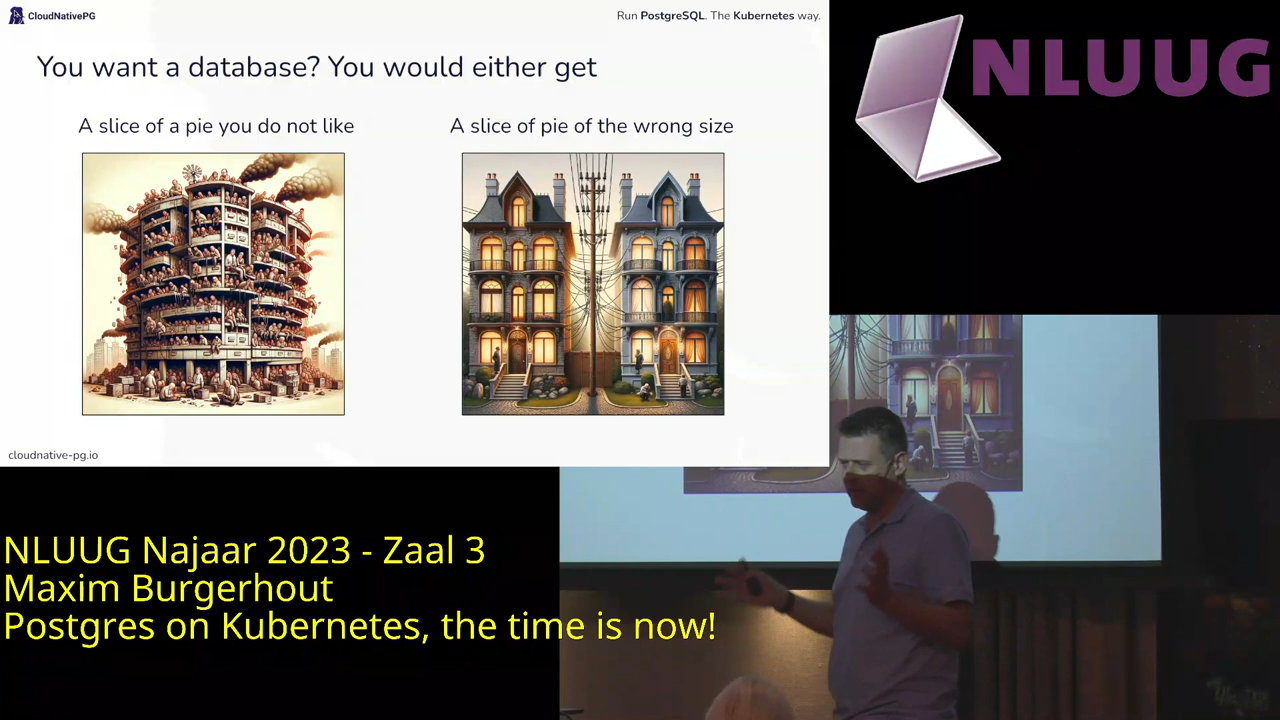 CloudNativePG
Run PostgreSQL. The Kubernetes way.
NLUUG
You want a database? You would either get
A slice of a pie you do not like
A slice of pie of the wrong size
cloudnative-pg.io
NLUUG Najaar 2023 - Zaal 3
Maxim Burgerhout
Postgres on Kubernetes, the time is now!